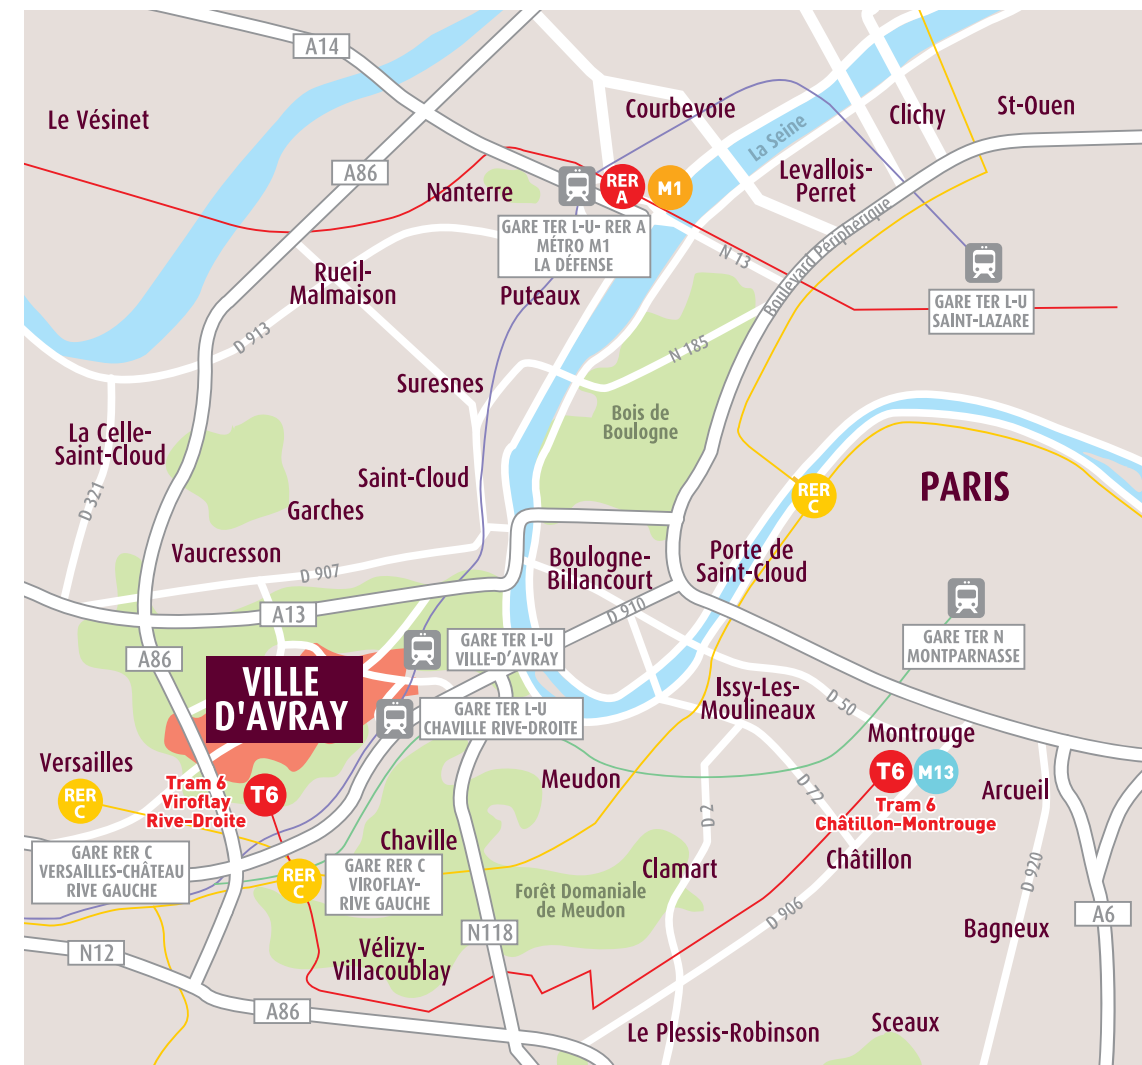 A14
Le Vésinet
Courbevoie
Clichy
St-Ouen
La Seine
A86
Nanterre
RER
A
M1
Levallois-
Perret
GARE TER L-U- RER A
MÉTRO M1
LA DÉFENSE
N 73
Boulevard Périphérique
Rueil-
Malmaison
Puteaux
GARE TER L-U
SAINT-LAZARE
D 913
N 185
Suresnes
Bois de
Boulogne
La Celle-
Saint-Cloud
Saint-Cloud
D 321
Garches
RER
C
PARIS
Vaucresson
D 907
Boulogne-
Billancourt
Porte de
Saint-Cloud
A13
D 910
GARE TER N
MONTPARNASSE
A86
VILLE
D'AVRAY
GARE TER L-U
VILLE-D'AVRAY
GARE TER L-U
CHAVILLE RIVE-DROITE
Issy-Les-
Moulineaux
D 50
Montrouge
Versailles
RER
C
Tram 6
Viroflay
Rive-Droite
T6
Meudon
T6
M13
Tram 6
Châtillon-Montrouge
Arcueil
D 72
D 2
Chaville
Châtillon
GARE RER C
VERSAILLES-CHÂTEAU
RIVE GAUCHE
RER
C
GARE RER C
VIROFLAY-
RIVE GAUCHE
Clamart
Forêt Domaniale
de Meudon
D 920
D 906
A6
Bagneux
N118
N12
Vélizy-
Villacoublay
A86
Le Plessis-Robinson
Sceaux